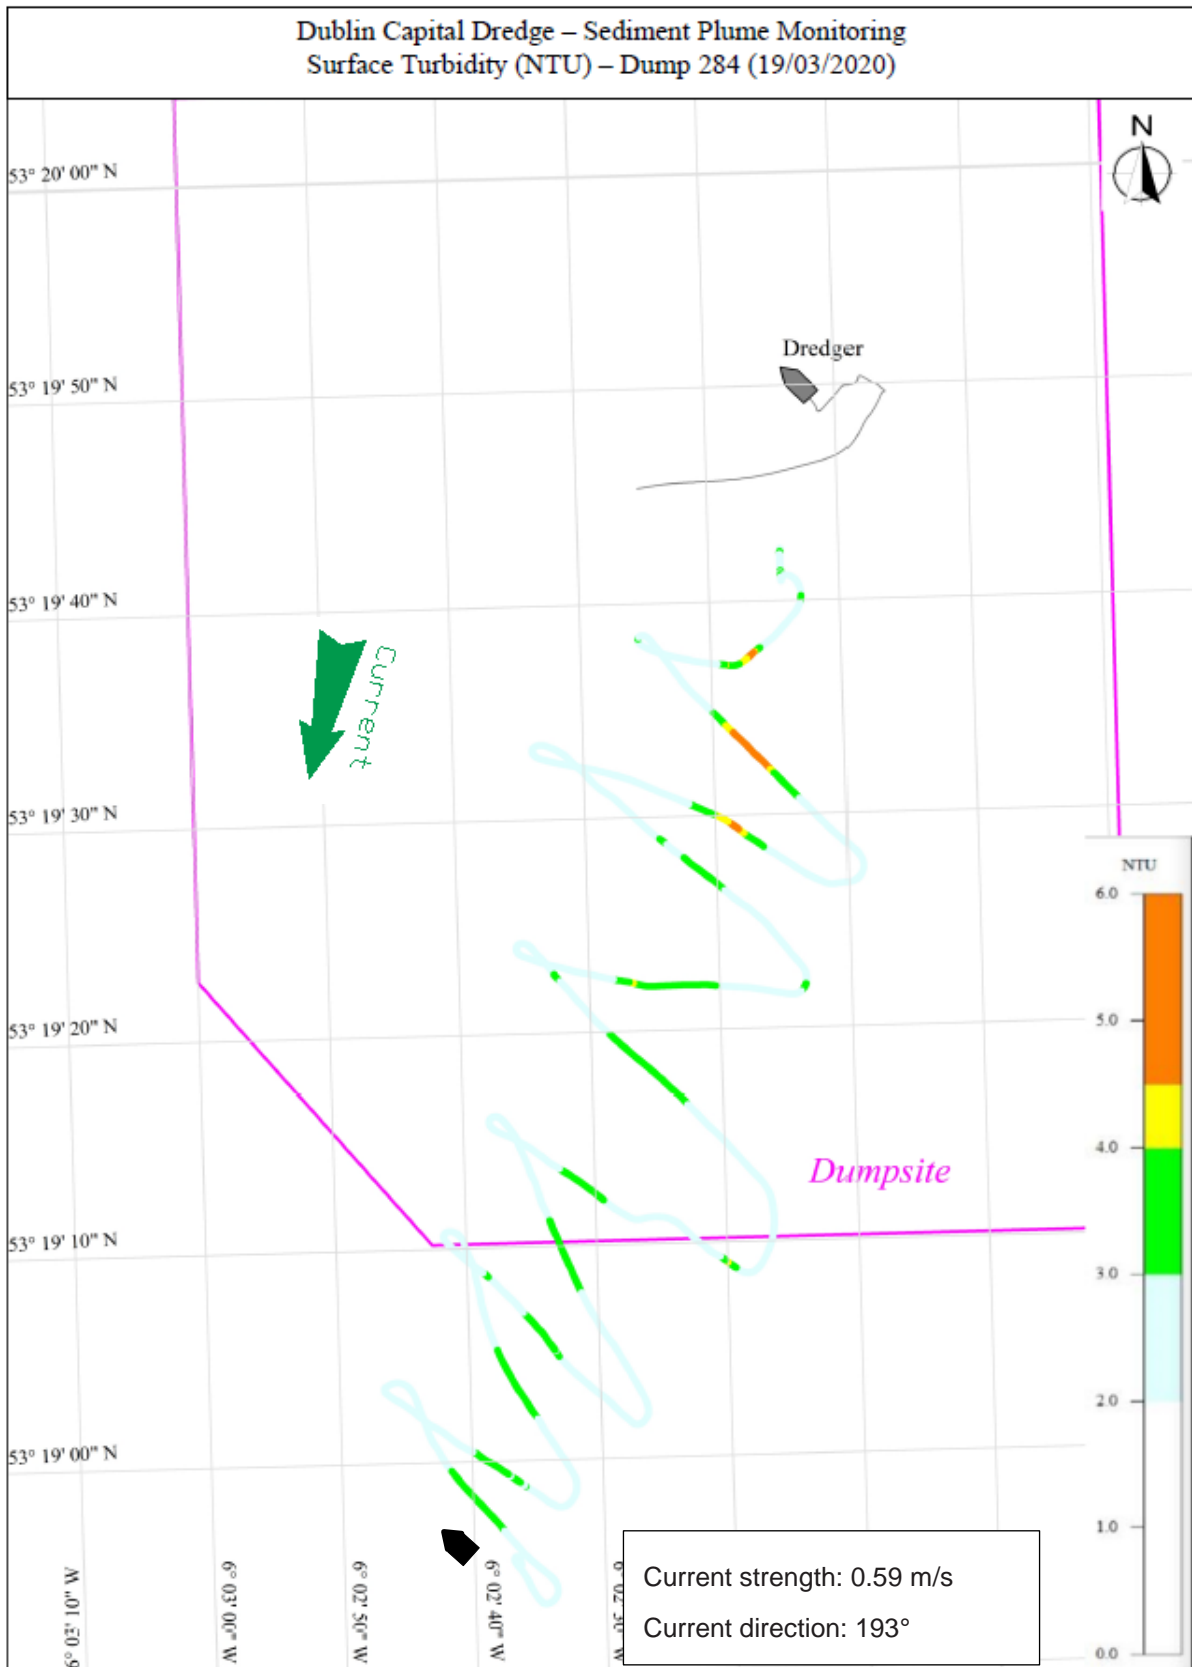 Dublin Capital Dredge – Sediment Plume Monitoring
Surface Turbidity (NTU) – Dump 284 (19/03/2020)
N
53° 20' 00" N
Dredger
53° 19' 50" N
53° 19' 40" N
Current
53° 19' 30" N
NTU
6.0
5.0
4.0
3.0
2.0
1.0
0.0
53° 19' 20" N
Dumpsite
53° 19' 10" N
53° 19' 00" N
6° 03' 10" W
6° 03' 00" W
6° 02' 50" W
6° 02' 40" W
Current strength: 0.59 m/s
Current direction: 193°